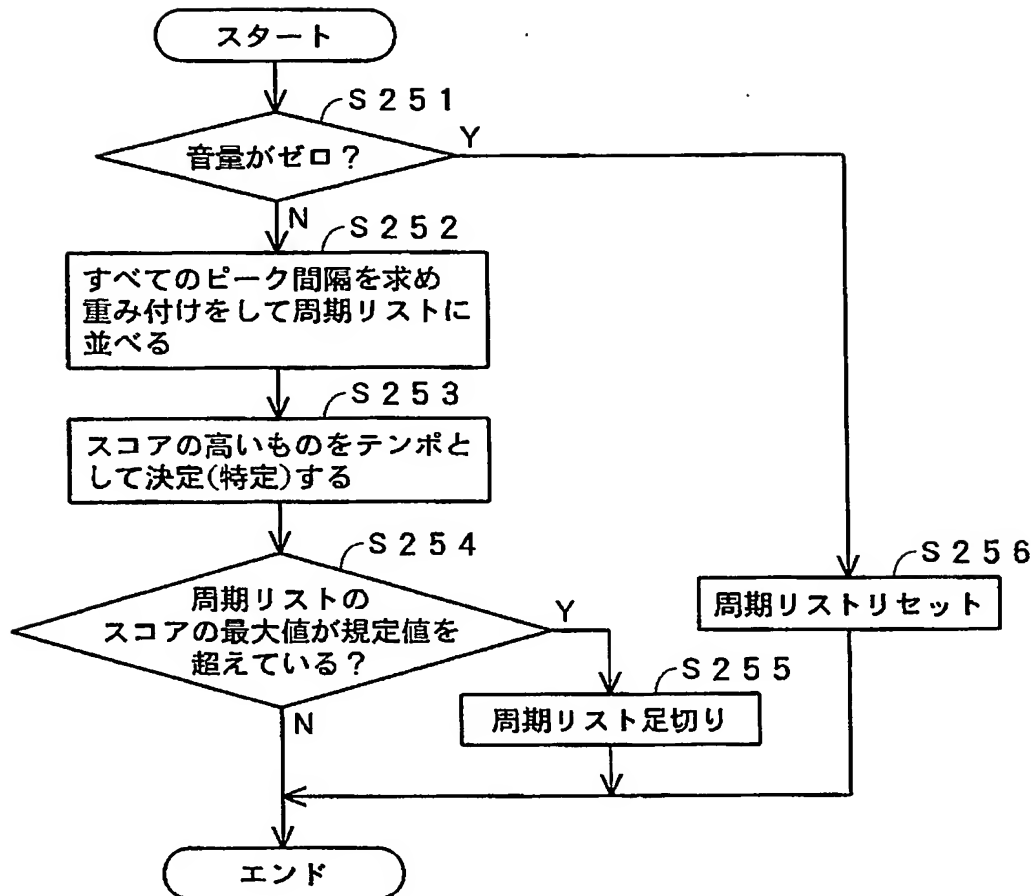 スタート
S251
音量がゼロ？
Y
N
S252
すべてのピーク間隔を求め
重み付けをして周期リストに
並べる
S253
スコアの高いものをテンポと
して決定(特定)する
S254
周期リストの
スコアの最大値が規定値を
超えている？
Y
N
S255
周期リスト足切り
S256
周期リストリセット
エンド